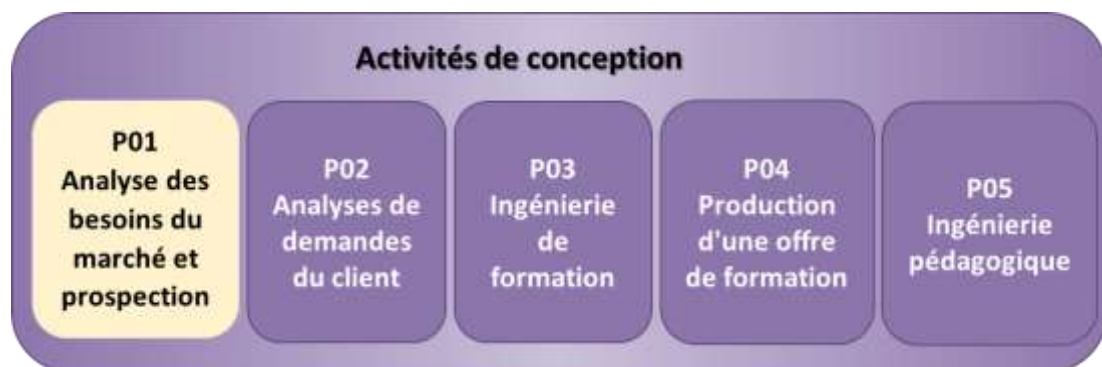 Activités de conception
P01
Analyse des
besoins du
marché et
prospection
P02
Analyses de
demandes
du client
P03
Ingénierie
de
formation
P04
Production
d'une offre
de formation
P05
Ingénierie
pédagogique